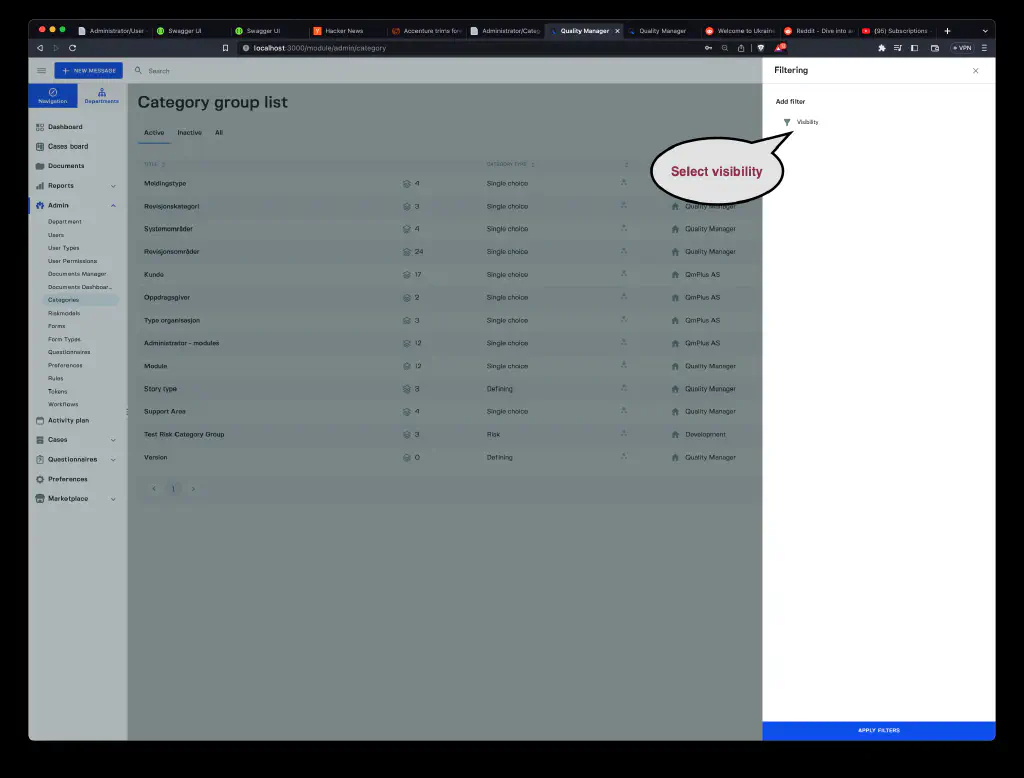 Administrator/User
Swagger UI
Swagger UI
Hacker News
Accenture trims for
Administrator/Categ
Quality Manager
Quality Manager
Welcome to Ukraine
Reddit - Dive into an
(95) Subscriptions -
localhost:3000/module/admin/category
VPN
NEW MESSAGE
Search
Filtering
Navigation
Departments
Category group list
Add filter
Visibility
Select visibility
Active
Inactive
All
Dashboard
Cases board
Documents
Reports
Admin
Department
Users
User Types
User Permissions
Documents Manager
Documents Dashboar...
Categories
Riskmodels
Forms
Form Types
Questionnaires
Preferences
Rules
Tokens
Workflows
Activity plan
Cases
Questionnaires
Preferences
Marketplace
TITLE CATEGORY TYPE
Meldingstype 4 Single choice
Revisjonskategori 3 Single choice Quality Manager
Systemområder 4 Single choice Quality Manager
Revisjonsområder 24 Single choice Quality Manager
Kunde 17 Single choice QmPlus AS
Oppdragsgiver 2 Single choice QmPlus AS
Type organisasjon 3 Single choice QmPlus AS
Administrator - modules 12 Single choice QmPlus AS
Module 12 Single choice Quality Manager
Story type 3 Defining Quality Manager
Support Area 4 Single choice Quality Manager
Test Risk Category Group 3 Risk Development
Version 0 Defining Quality Manager
1
APPLY FILTERS